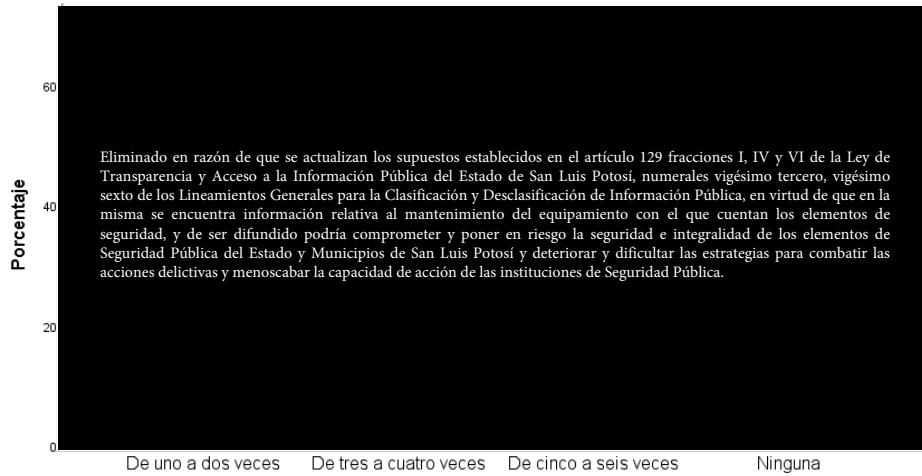 60
Eliminado en razón de que se actualizan los supuestos establecidos en el artículo 129 fracciones I, IV y VI de la Ley de
Transparencia y Acceso a la Información Pública del Estado de San Luis Potosí, numerales vigésimo tercero, vigésimo
sexto de los Lineamientos Generales para la Clasificación y Desclasificación de Información Pública, en virtud de que en la
misma se encuentra información relativa al mantenimiento del equipamiento con el que cuentan los elementos de
seguridad, y de ser difundido podría comprometer y poner en riesgo la seguridad e integralidad de los elementos de
Seguridad Pública del Estado y Municipios de San Luis Potosí y deteriorar y dificultar las estrategias para combatir las
acciones delictivas y menoscabar la capacidad de acción de las instituciones de Seguridad Pública.
Porcentaje
40
20
0
De uno a dos veces De tres a cuatro veces De cinco a seis veces Ninguna